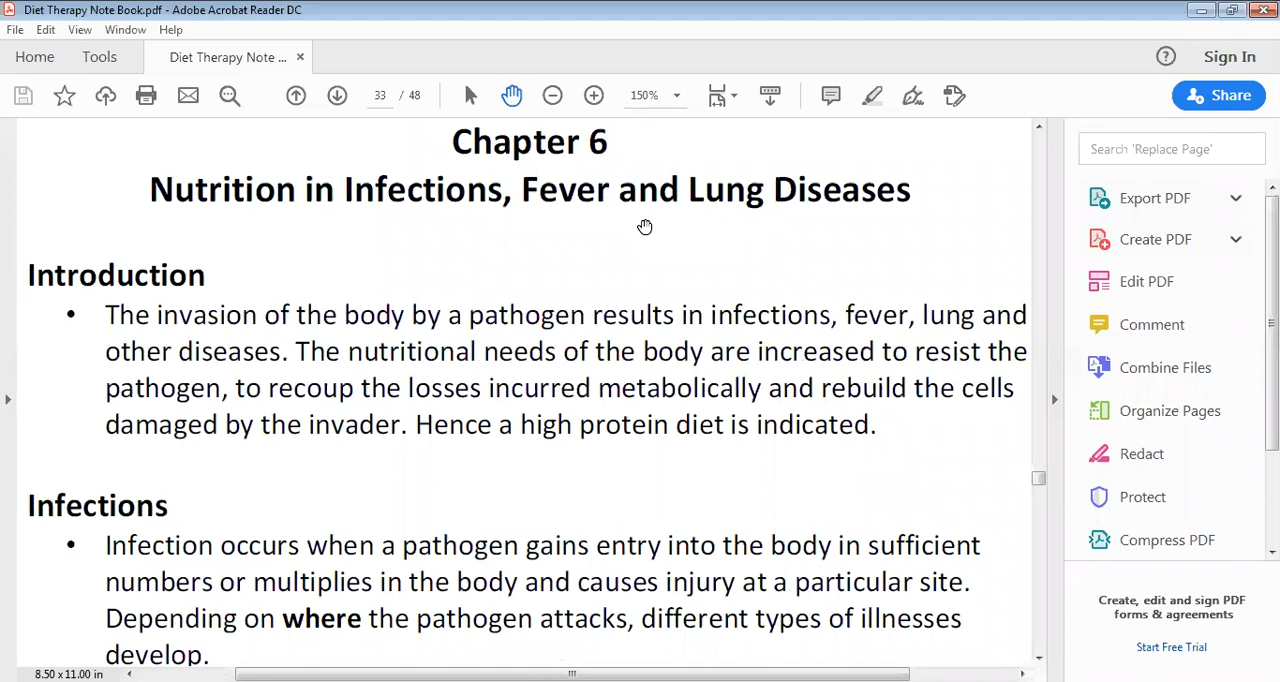 Diet Therapy Note Book.pdf - Adobe Acrobat Reader DC
File Edit View Window Help
Home Tools Diet Therapy Note ... ×
Sign In
33 / 48 150%
Share
Chapter 6
Nutrition in Infections, Fever and Lung Diseases
Introduction
• The invasion of the body by a pathogen results in infections, fever, lung and
other diseases. The nutritional needs of the body are increased to resist the
pathogen, to recoup the losses incurred metabolically and rebuild the cells
damaged by the invader. Hence a high protein diet is indicated.
Infections
• Infection occurs when a pathogen gains entry into the body in sufficient
numbers or multiplies in the body and causes injury at a particular site.
Depending on where the pathogen attacks, different types of illnesses
develop.
8.50 x 11.00 in
Search 'Replace Page'
Export PDF
Create PDF
Edit PDF
Comment
Combine Files
Organize Pages
Redact
Protect
Compress PDF
Create, edit and sign PDF
forms & agreements
Start Free Trial